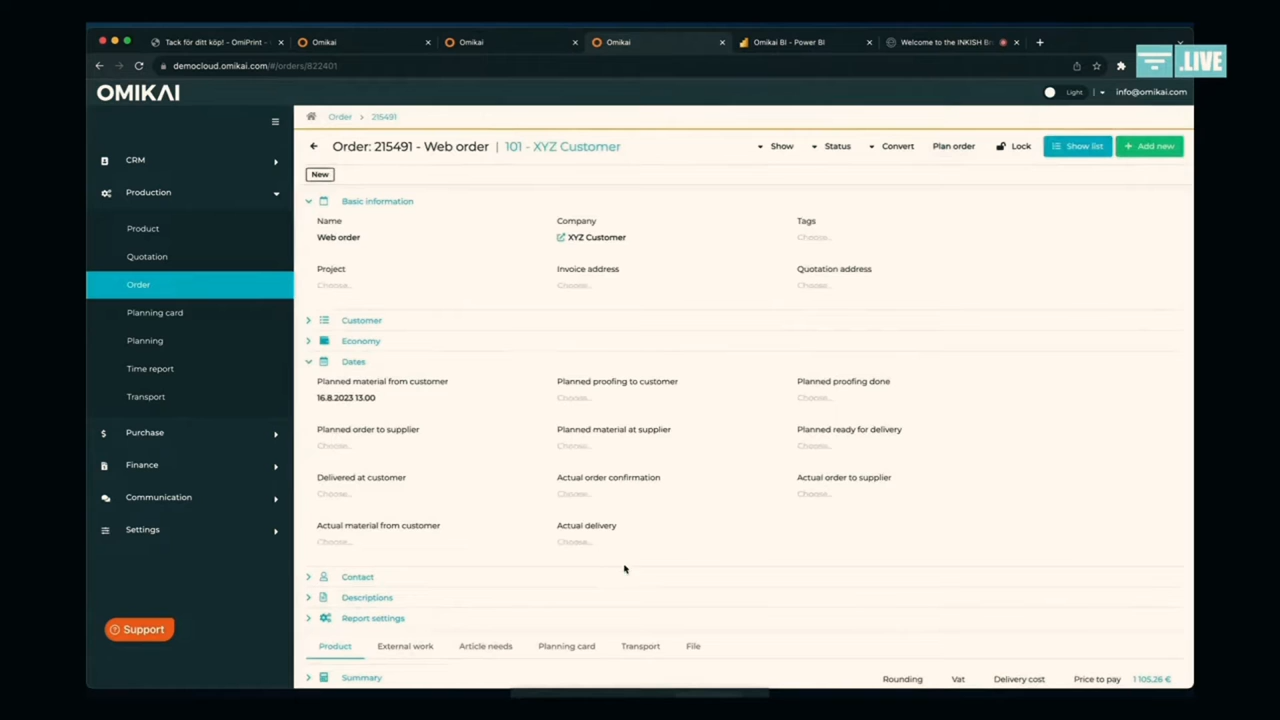 Tack för ditt köp! - OmiPrint -
Omikai
Omikai
Omikai
Omikai BI - Power BI
Welcome to the INKISH Br
.LIVE
democloud.omikai.com/#/orders/822401
OMIKAI
Light
info@omikai.com
Order > 215491
Order: 215491 - Web order | 101 - XYZ Customer
Show
Status
Convert
Plan order
Lock
Show list
+ Add new
New
CRM
Production
Product
Quotation
Order
Planning card
Planning
Time report
Transport
Purchase
Finance
Communication
Settings
Support
Basic information
Name
Company
Tags
Web order
XYZ Customer
Choose...
Project
Invoice address
Quotation address
Choose...
Choose...
Choose...
Customer
Economy
Dates
Planned material from customer
Planned proofing to customer
Planned proofing done
16.8.2023 13.00
Choose...
Choose...
Planned order to supplier
Planned material at supplier
Planned ready for delivery
Choose...
Choose...
Choose...
Delivered at customer
Actual order confirmation
Actual order to supplier
Choose...
Choose...
Choose...
Actual material from customer
Actual delivery
Choose...
Choose...
Contact
Descriptions
Report settings
Product
External work
Article needs
Planning card
Transport
File
Summary
Rounding
Vat
Delivery cost
Price to pay
1 105,26 €